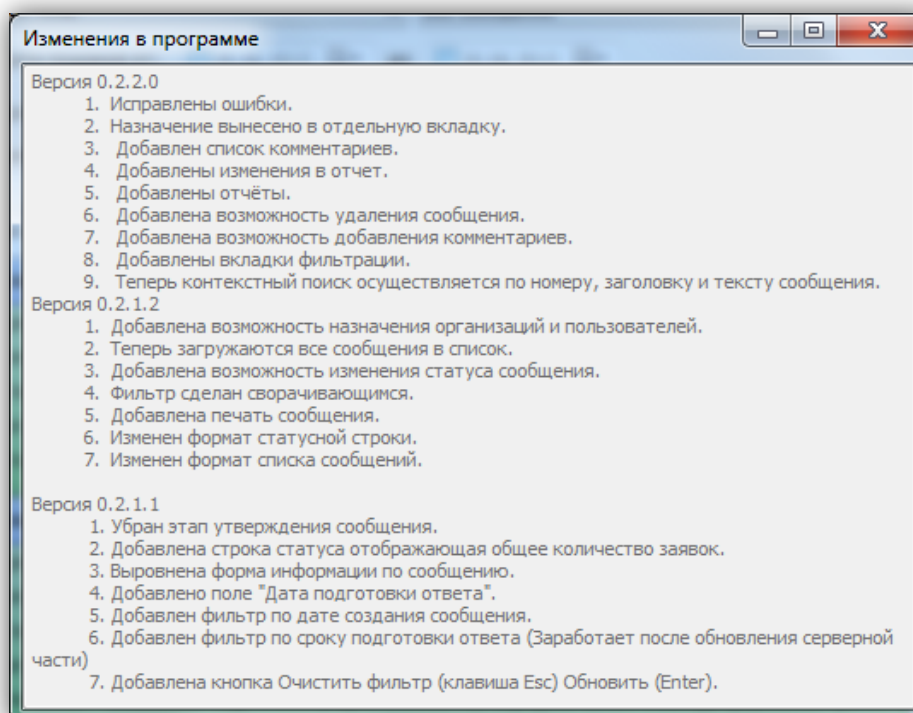 Изменения в программе
Версия 0.2.2.0
1. Исправлены ошибки.
2. Назначение вынесено в отдельную вкладку.
3. Добавлен список комментариев.
4. Добавлены изменения в отчет.
5. Добавлены отчёты.
6. Добавлена возможность удаления сообщения.
7. Добавлена возможность добавления комментариев.
8. Добавлены вкладки фильтрации.
9. Теперь контекстный поиск осуществляется по номеру, заголовку и тексту сообщения.
Версия 0.2.1.2
1. Добавлена возможность назначения организаций и пользователей.
2. Теперь загружаются все сообщения в список.
3. Добавлена возможность изменения статуса сообщения.
4. Фильтр сделан сворачивающимся.
5. Добавлена печать сообщения.
6. Изменен формат статусной строки.
7. Изменен формат списка сообщений.
Версия 0.2.1.1
1. Убран этап утверждения сообщения.
2. Добавлена строка статуса отображающая общее количество заявок.
3. Выровнена форма информации по сообщению.
4. Добавлено поле "Дата подготовки ответа".
5. Добавлен фильтр по дате создания сообщения.
6. Добавлен фильтр по сроку подготовки ответа (Заработает после обновления серверной
части)
7. Добавлена кнопка Очистить фильтр (клавиша Esc) Обновить (Enter).